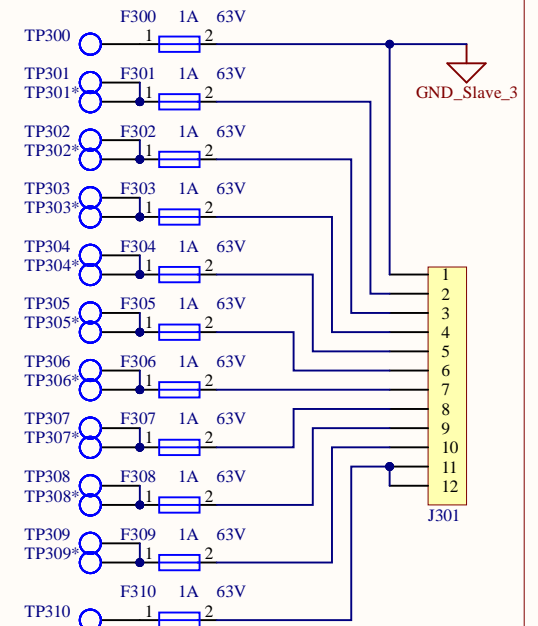 F300 1A 63V
TP300 1 2
GND_Slave_3
TP301 F301 1A 63V
TP301* 1 2
TP302 F302 1A 63V
TP302* 1 2
TP303 F303 1A 63V
TP303* 1 2
TP304 F304 1A 63V
TP304* 1 2
1
2
TP305 F305 1A 63V
3
TP305* 1 2
4
5
TP306 F306 1A 63V
6
TP306* 1 2
7
8
TP307 F307 1A 63V
9
TP307* 1 2
10
11
TP308 F308 1A 63V
12
TP308* 1 2
J301
TP309 F309 1A 63V
TP309* 1 2
F310 1A 63V
TP310 1 2